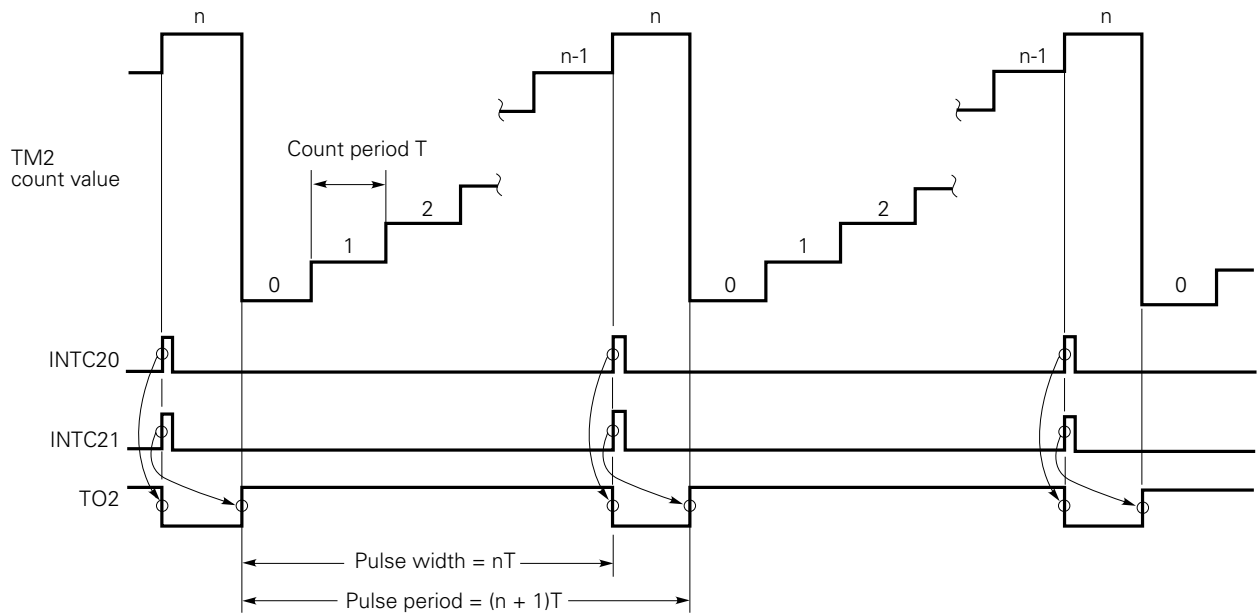 n
n
n
n-1
n-1
Count period T
TM2
count value
2
2
1
1
0
0
0
INTC20
INTC21
TO2
Pulse width = nT
Pulse period = (n + 1)T